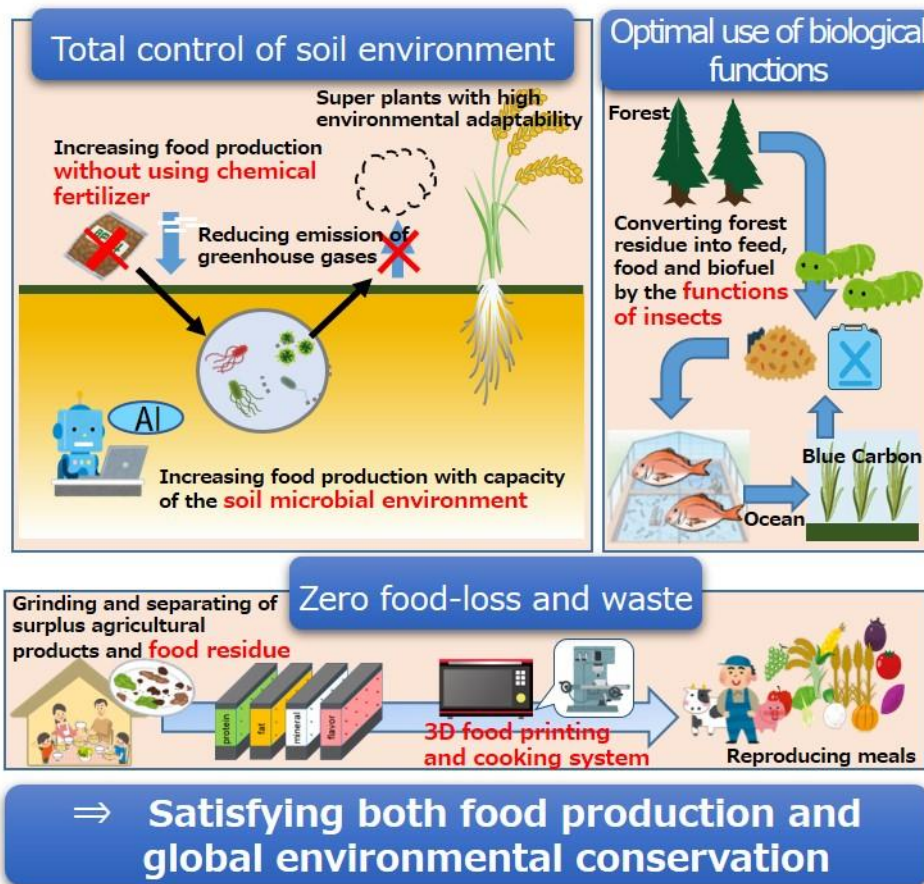 Total control of soil environment
Super plants with high
environmental adaptability
Increasing food production
without using chemical
fertilizer
Reducing emission of
greenhouse gases
AI
Increasing food production with capacity
of the soil microbial environment
Optimal use of biological
functions
Forest
Converting forest
residue into feed,
food and biofuel
by the functions
of insects
Blue Carbon
Ocean
Zero food-loss and waste
Grinding and separating of
surplus agricultural
products and food residue
protein
fat
mineral
flavor
3D food printing
and cooking system
Reproducing meals
⇒ Satisfying both food production and
global environmental conservation